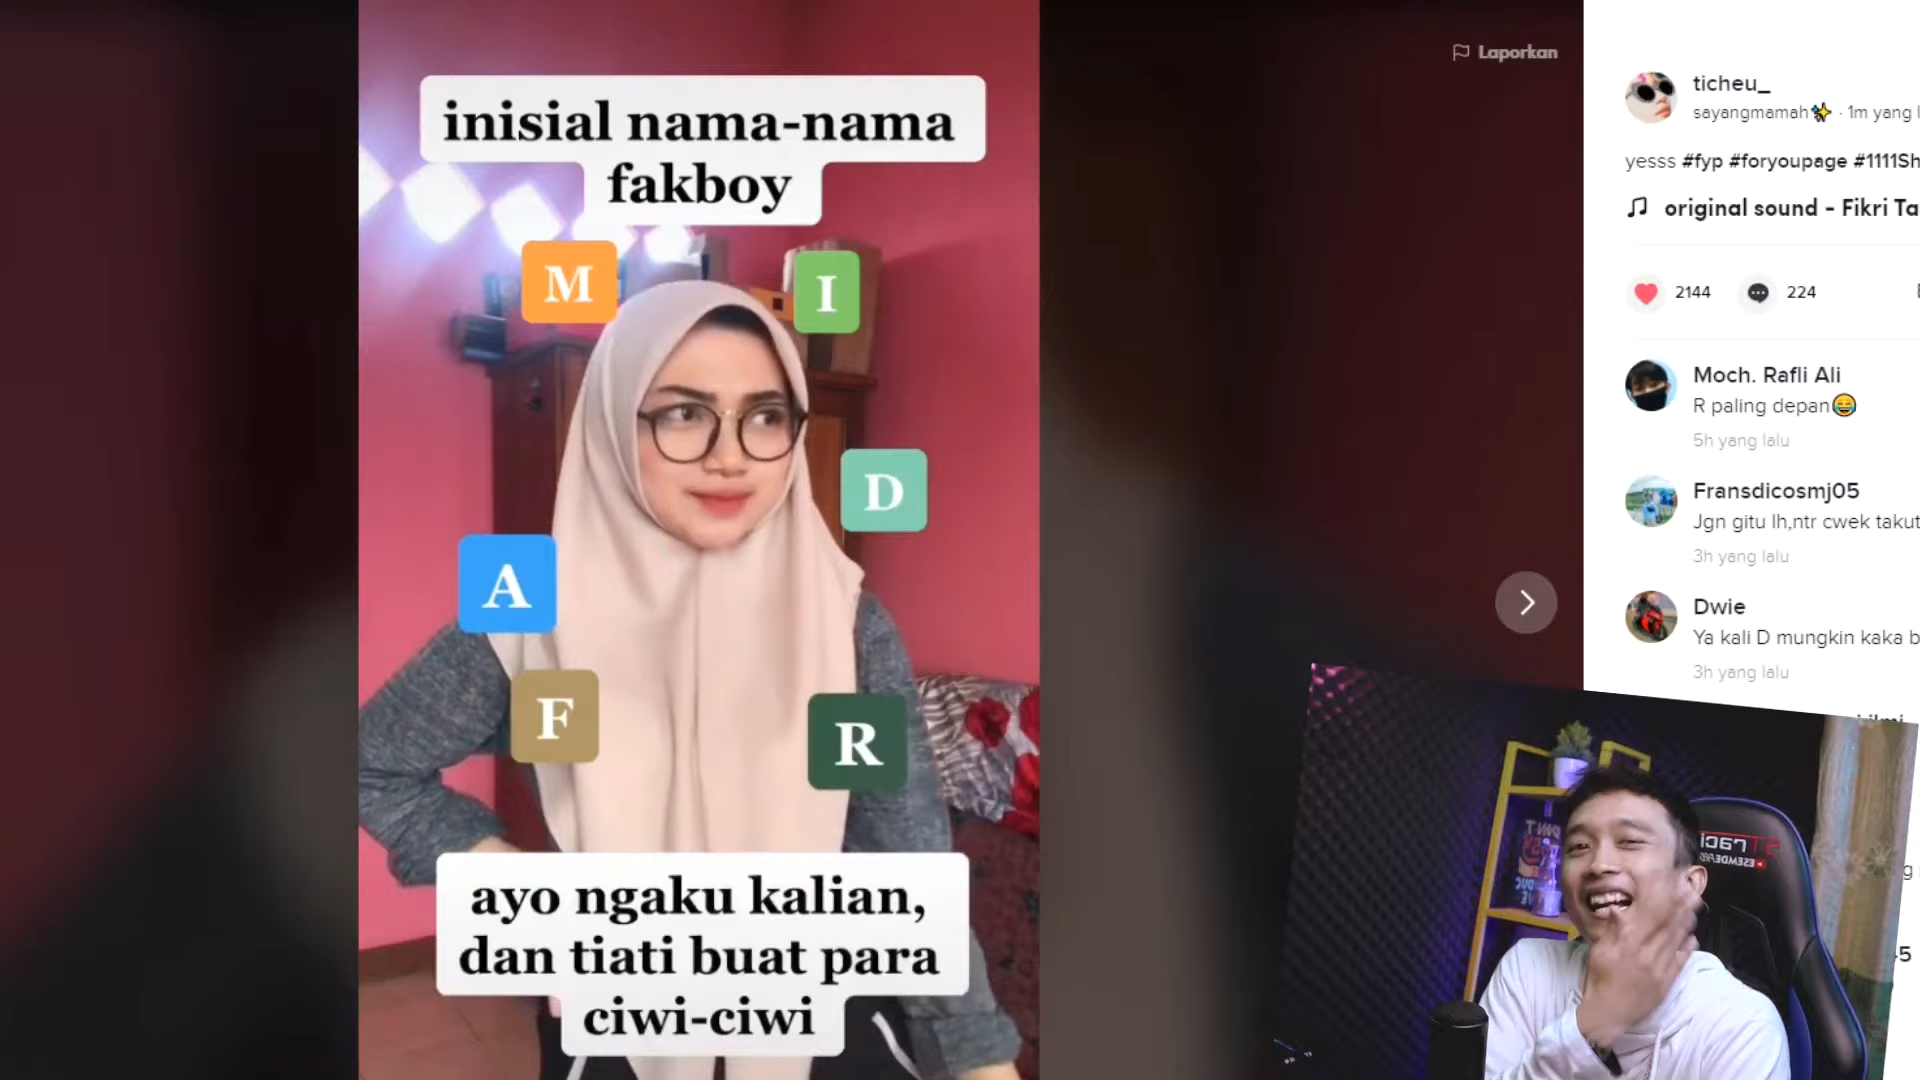 inisial nama-nama
fakboy
M
I
D
A
F
R
ayo ngaku kalian,
dan tiati buat para
ciwi-ciwi
Laporkan
ticheu_
sayangmamah✨ · 1m yang
yesss #fyp #foryoupage #1111Sh
original sound - Fikri Ta
2144
224
Moch. Rafli Ali
R paling depan😂
5h yang lalu
Fransdicosmj05
Jgn gitu lh,ntr cwek takut
3h yang lalu
Dwie
Ya kali D mungkin kaka b
3h yang lalu